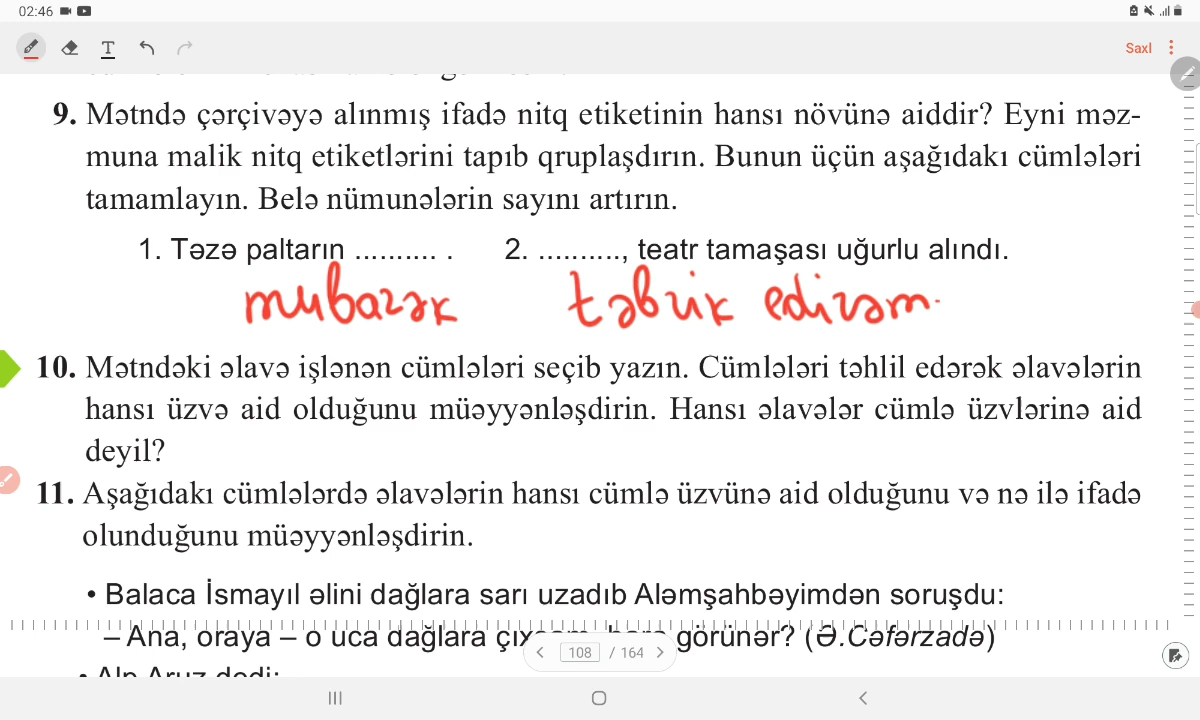 02:46
T
Saxl
9. Mətndə çərçivəyə alınmış ifadə nitq etiketinin hansı növünə aiddir? Eyni məz-
muna malik nitq etiketlərini tapıb qruplaşdırın. Bunun üçün aşağıdakı cümlələri
tamamlayın. Belə nümunələrin sayını artırın.
1. Təzə paltarın .......... . 2. .........., teatr tamaşası uğurlu alındı.
mubarək təbrik edirəm.
10. Mətndəki əlavə işlənən cümlələri seçib yazın. Cümlələri təhlil edərək əlavələrin
hansı üzvə aid olduğunu müəyyənləşdirin. Hansı əlavələr cümlə üzvlərinə aid
deyil?
11. Aşağıdakı cümlələrdə əlavələrin hansı cümlə üzvünə aid olduğunu və nə ilə ifadə
olunduğunu müəyyənləşdirin.
• Balaca İsmayıl əlini dağlara sarı uzadıb Aləmşahbəyimdən soruşdu:
– Ana, oraya – o uca dağlara görünər? (Ə.Cəfərzadə)
108 / 164
• Alp Aruz dedi: